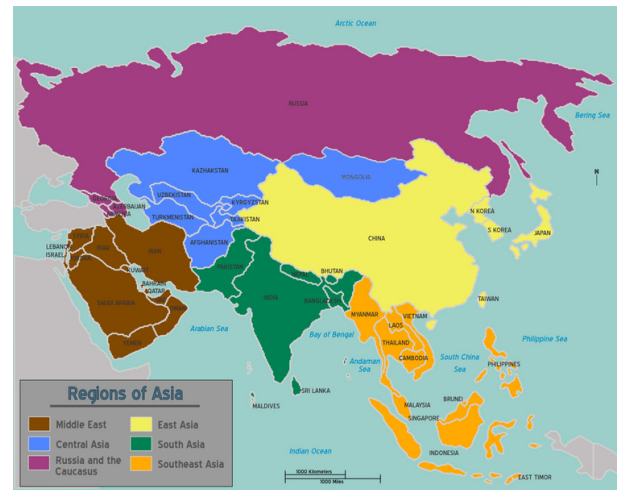 Arctic Ocean
RUSSIA
Bering Sea
KAZHAKSTAN
MONGOLIA
UZBEKISTAN
KYRGYZSTAN
TURKMENISTAN
TAJIKISTAN
AZERBAIJAN
N
N KOREA
S KOREA
JAPAN
CHINA
AFGHANISTAN
IRAN
IRAQ
LEBANON
ISRAEL
KUWAIT
PAKISTAN
BHUTAN
BAHRAIN
QATAR
SAUDI ARABIA
OMAN
YEMEN
INDIA
BANGLADESH
TAIWAN
MYANMAR
VIETNAM
LAOS
THAILAND
CAMBODIA
Arabian Sea
Bay of Bengal
Andaman
Sea
South China
Sea
Philippine Sea
PHILIPPINES
SRI LANKA
MALDIVES
MALAYSIA
BRUNEI
SINGAPORE
INDONESIA
EAST TIMOR
Indian Ocean
1000 Kilometers
1000 Miles
Regions of Asia
Middle East
East Asia
Central Asia
South Asia
Russia and the
Caucasus
Southeast Asia